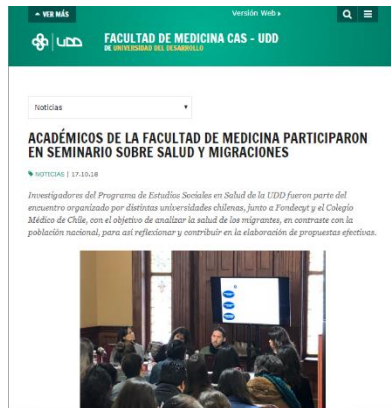 VER MÁS
Versión Web
UDD
FACULTAD DE MEDICINA CAS - UDD
DE UNIVERSIDAD DEL DESARROLLO
Noticias
ACADÉMICOS DE LA FACULTAD DE MEDICINA PARTICIPARON
EN SEMINARIO SOBRE SALUD Y MIGRACIONES
NOTICIAS | 17.10.18
Investigadores del Programa de Estudios Sociales en Salud de la UDD fueron parte del
encuentro organizado por distintas universidades chilenas, junto a Fondecyt y el Colegio
Médico de Chile, con el objetivo de analizar la salud de los migrantes, en contraste con la
población nacional, para así reflexionar y contribuir en la elaboración de propuestas efectivas.